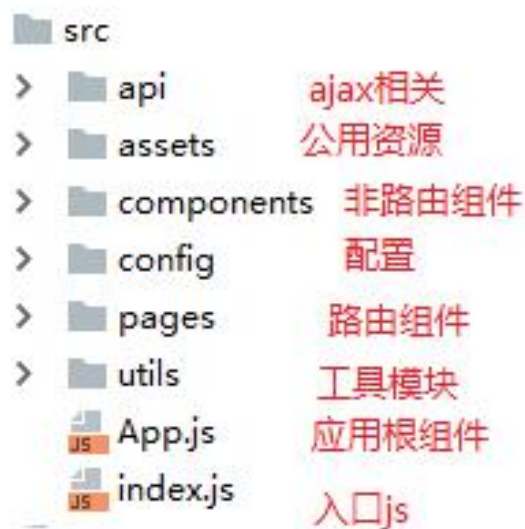 src
api ajax相关
assets 公用资源
components 非路由组件
config 配置
pages 路由组件
utils 工具模块
App.js 应用根组件
index.js 入口js